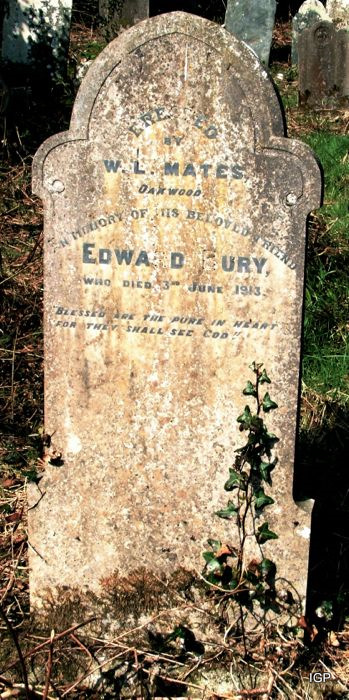 ERECTED
BY
W. L. MATES,
OAKWOOD
IN MEMORY OF HIS BELOVED FRIEND
EDWARD URY,
WHO DIED 3RD JUNE 1913.
"BLESSED ARE THE PURE IN HEART
FOR THEY SHALL SEE GOD."
IGP